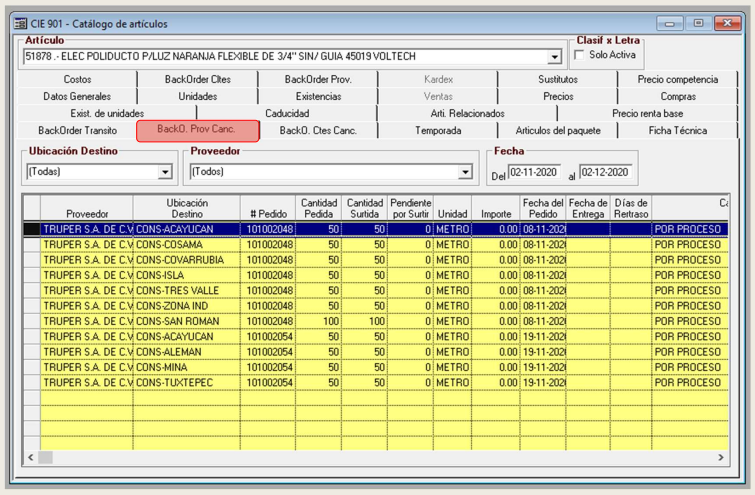 CIE 901 - Catálogo de artículos
Artículo
Clasif x Letra
51878 .- ELEC POLIDUCTO P/LUZ NARANJA FLEXIBLE DE 3/4" SIN/ GUIA 45019 VOLTECH
Solo Activa
Costos BackOrder Cltes BackOrder Prov. Kardex Sustitutos Precio competencia
Datos Generales Unidades Existencias Ventas Precios Compras
Exist. de unidades Caducidad Arti. Relacionados Precio renta base
BackOrder Transito BackO. Prov Canc. BackO. Ctes Canc. Temporada Articulos del paquete Ficha Técnica
Ubicación Destino Proveedor Fecha
(Todas) (Todos) Del 02-11-2020 al 02-12-2020
Proveedor Ubicación Destino # Pedido Cantidad Pedida Cantidad Surtida Pendiente por Surtir Unidad Importe Fecha del Pedido Fecha de Entrega Días de Rertraso Ca
TRUPER S.A. DE C.V CONS-ACAYUCAN 101002048 50 50 0 METRO 0.00 08-11-202 POR PROCESO
TRUPER S.A. DE C.V CONS-COSAMA 101002048 50 50 0 METRO 0.00 08-11-202 POR PROCESO
TRUPER S.A. DE C.V CONS-COVARRUBIA 101002048 50 50 0 METRO 0.00 08-11-202 POR PROCESO
TRUPER S.A. DE C.V CONS-ISLA 101002048 50 50 0 METRO 0.00 08-11-202 POR PROCESO
TRUPER S.A. DE C.V CONS-TRES VALLE 101002048 50 50 0 METRO 0.00 08-11-202 POR PROCESO
TRUPER S.A. DE C.V CONS-ZONA IND 101002048 50 50 0 METRO 0.00 08-11-202 POR PROCESO
TRUPER S.A. DE C.V CONS-SAN ROMAN 101002048 100 100 0 METRO 0.00 08-11-202 POR PROCESO
TRUPER S.A. DE C.V CONS-ACAYUCAN 101002054 50 50 0 METRO 0.00 19-11-202 POR PROCESO
TRUPER S.A. DE C.V CONS-ALEMAN 101002054 50 50 0 METRO 0.00 19-11-202 POR PROCESO
TRUPER S.A. DE C.V CONS-MINA 101002054 50 50 0 METRO 0.00 19-11-202 POR PROCESO
TRUPER S.A. DE C.V CONS-TUXTEPEC 101002054 50 50 0 METRO 0.00 19-11-202 POR PROCESO